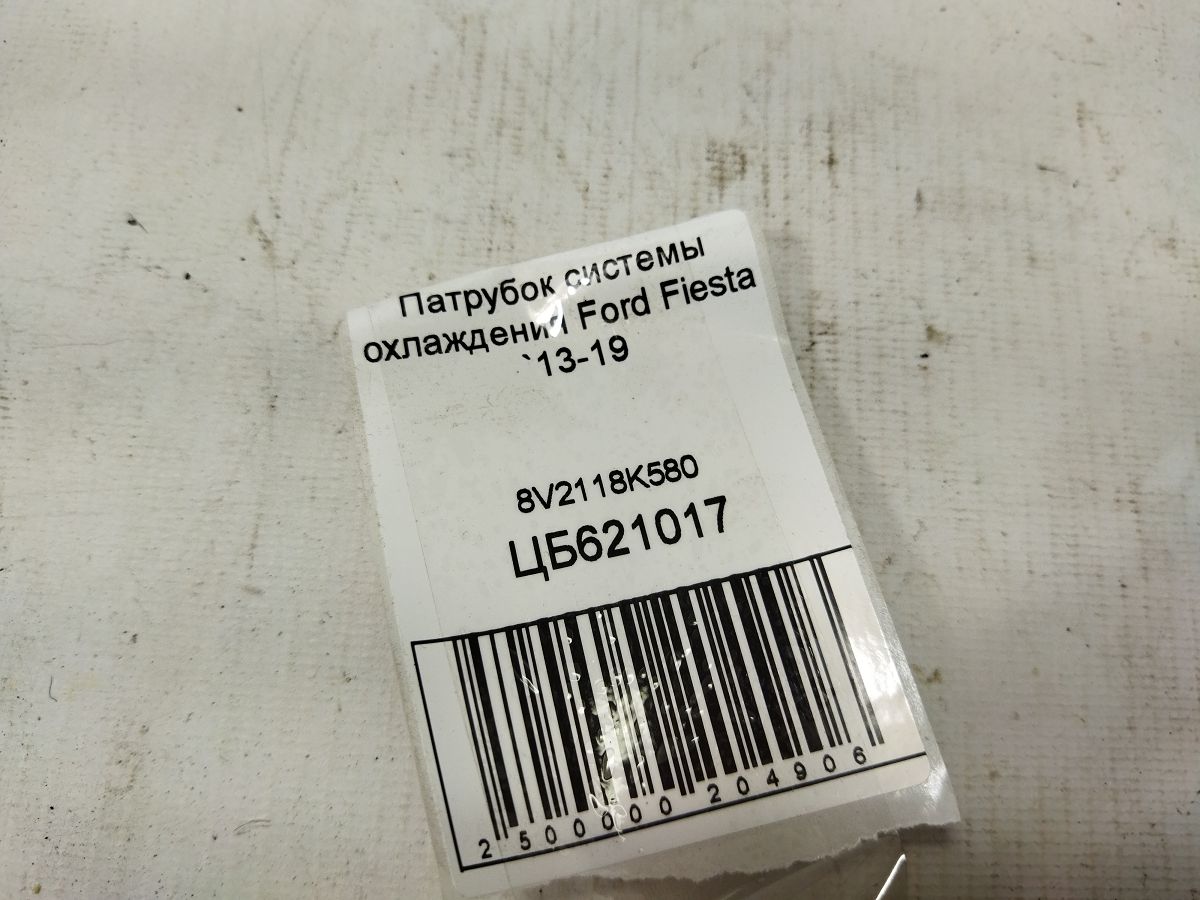 Патрубок системы
охлаждения Ford Fiesta
`13-19
8V2118K580
ЦБ621017
2500000204906